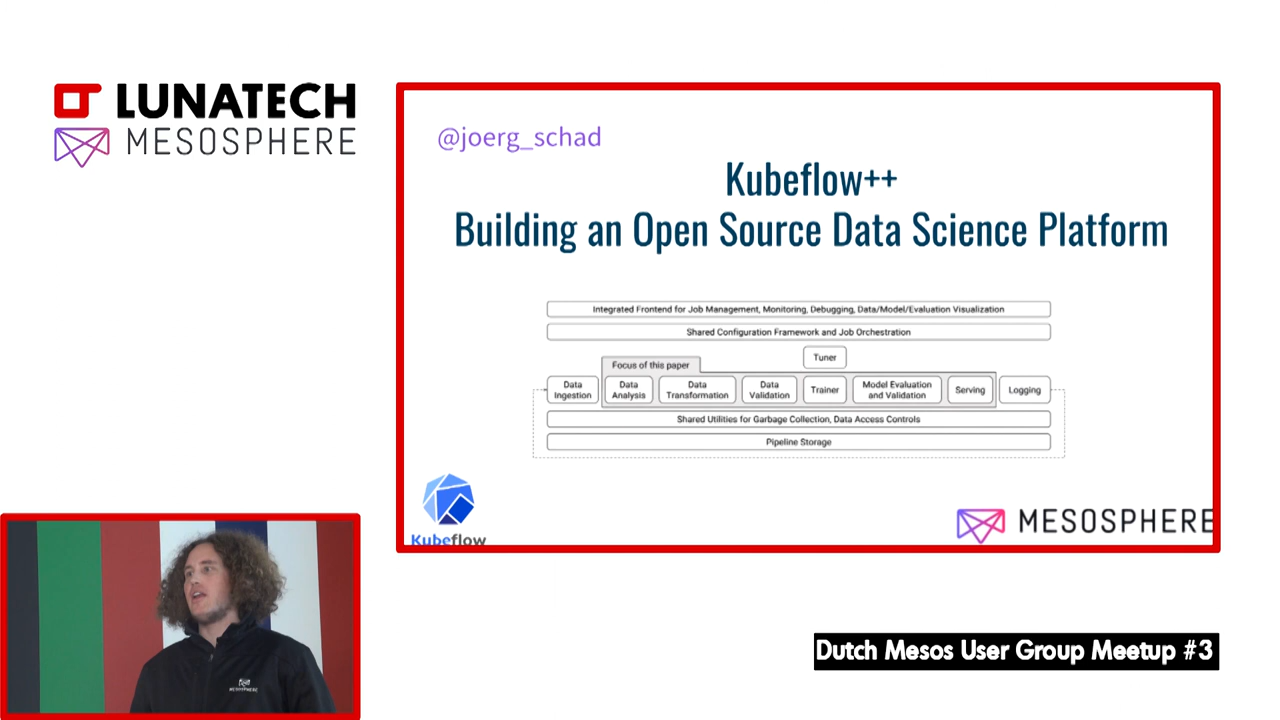 LUNATECH
MESOSPHERE
@joerg_schad
Kubeflow++
Building an Open Source Data Science Platform
Integrated Frontend for Job Management, Monitoring, Debugging, Data/Model/Evaluation Visualization
Shared Configuration Framework and Job Orchestration
Tuner
Focus of this paper
Data
Ingestion
Data
Analysis
Data
Transformation
Data
Validation
Trainer
Model Evaluation
and Validation
Serving
Logging
Shared Utilities for Garbage Collection, Data Access Controls
Pipeline Storage
Kubeflow
MESOSPHERE
MESOSPHERE
Dutch Mesos User Group Meetup #3